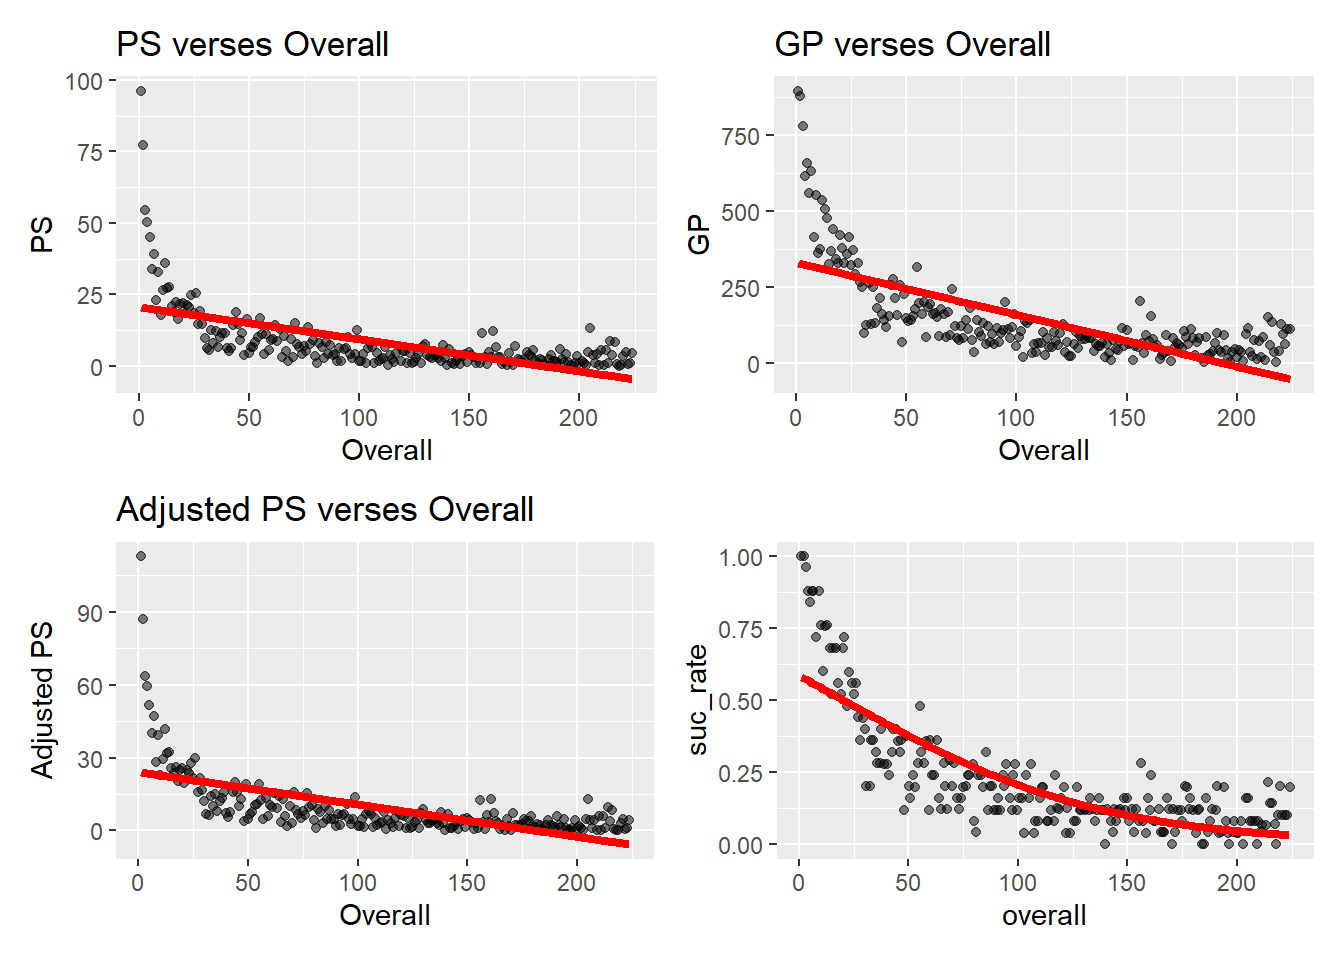 PS verses Overall
100
75
50
25
0
PS
0 50 100 150 200
Overall
GP verses Overall
750
500
250
0
GP
0 50 100 150 200
Overall
Adjusted PS verses Overall
90
60
30
0
Adjusted PS
0 50 100 150 200
Overall
1.00
0.75
0.50
0.25
0.00
suc_rate
0 50 100 150 200
overall